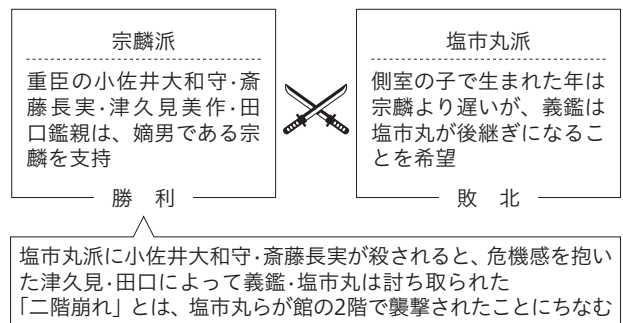 宗麟派
重臣の小佐井大和守・斎
藤長実・津久見美作・田
口鑑親は、嫡男である宗
麟を支持
勝 利
塩市丸派
側室の子で生まれた年は
宗麟より遅いが、義鑑は
塩市丸が後継ぎになるこ
とを希望
敗 北
塩市丸派に小佐井大和守・斎藤長実が殺されると、危機感を抱い
た津久見・田口によって義鑑・塩市丸は討ち取られた
「二階崩れ」とは、塩市丸らが館の2階で襲撃されたことにちなむ